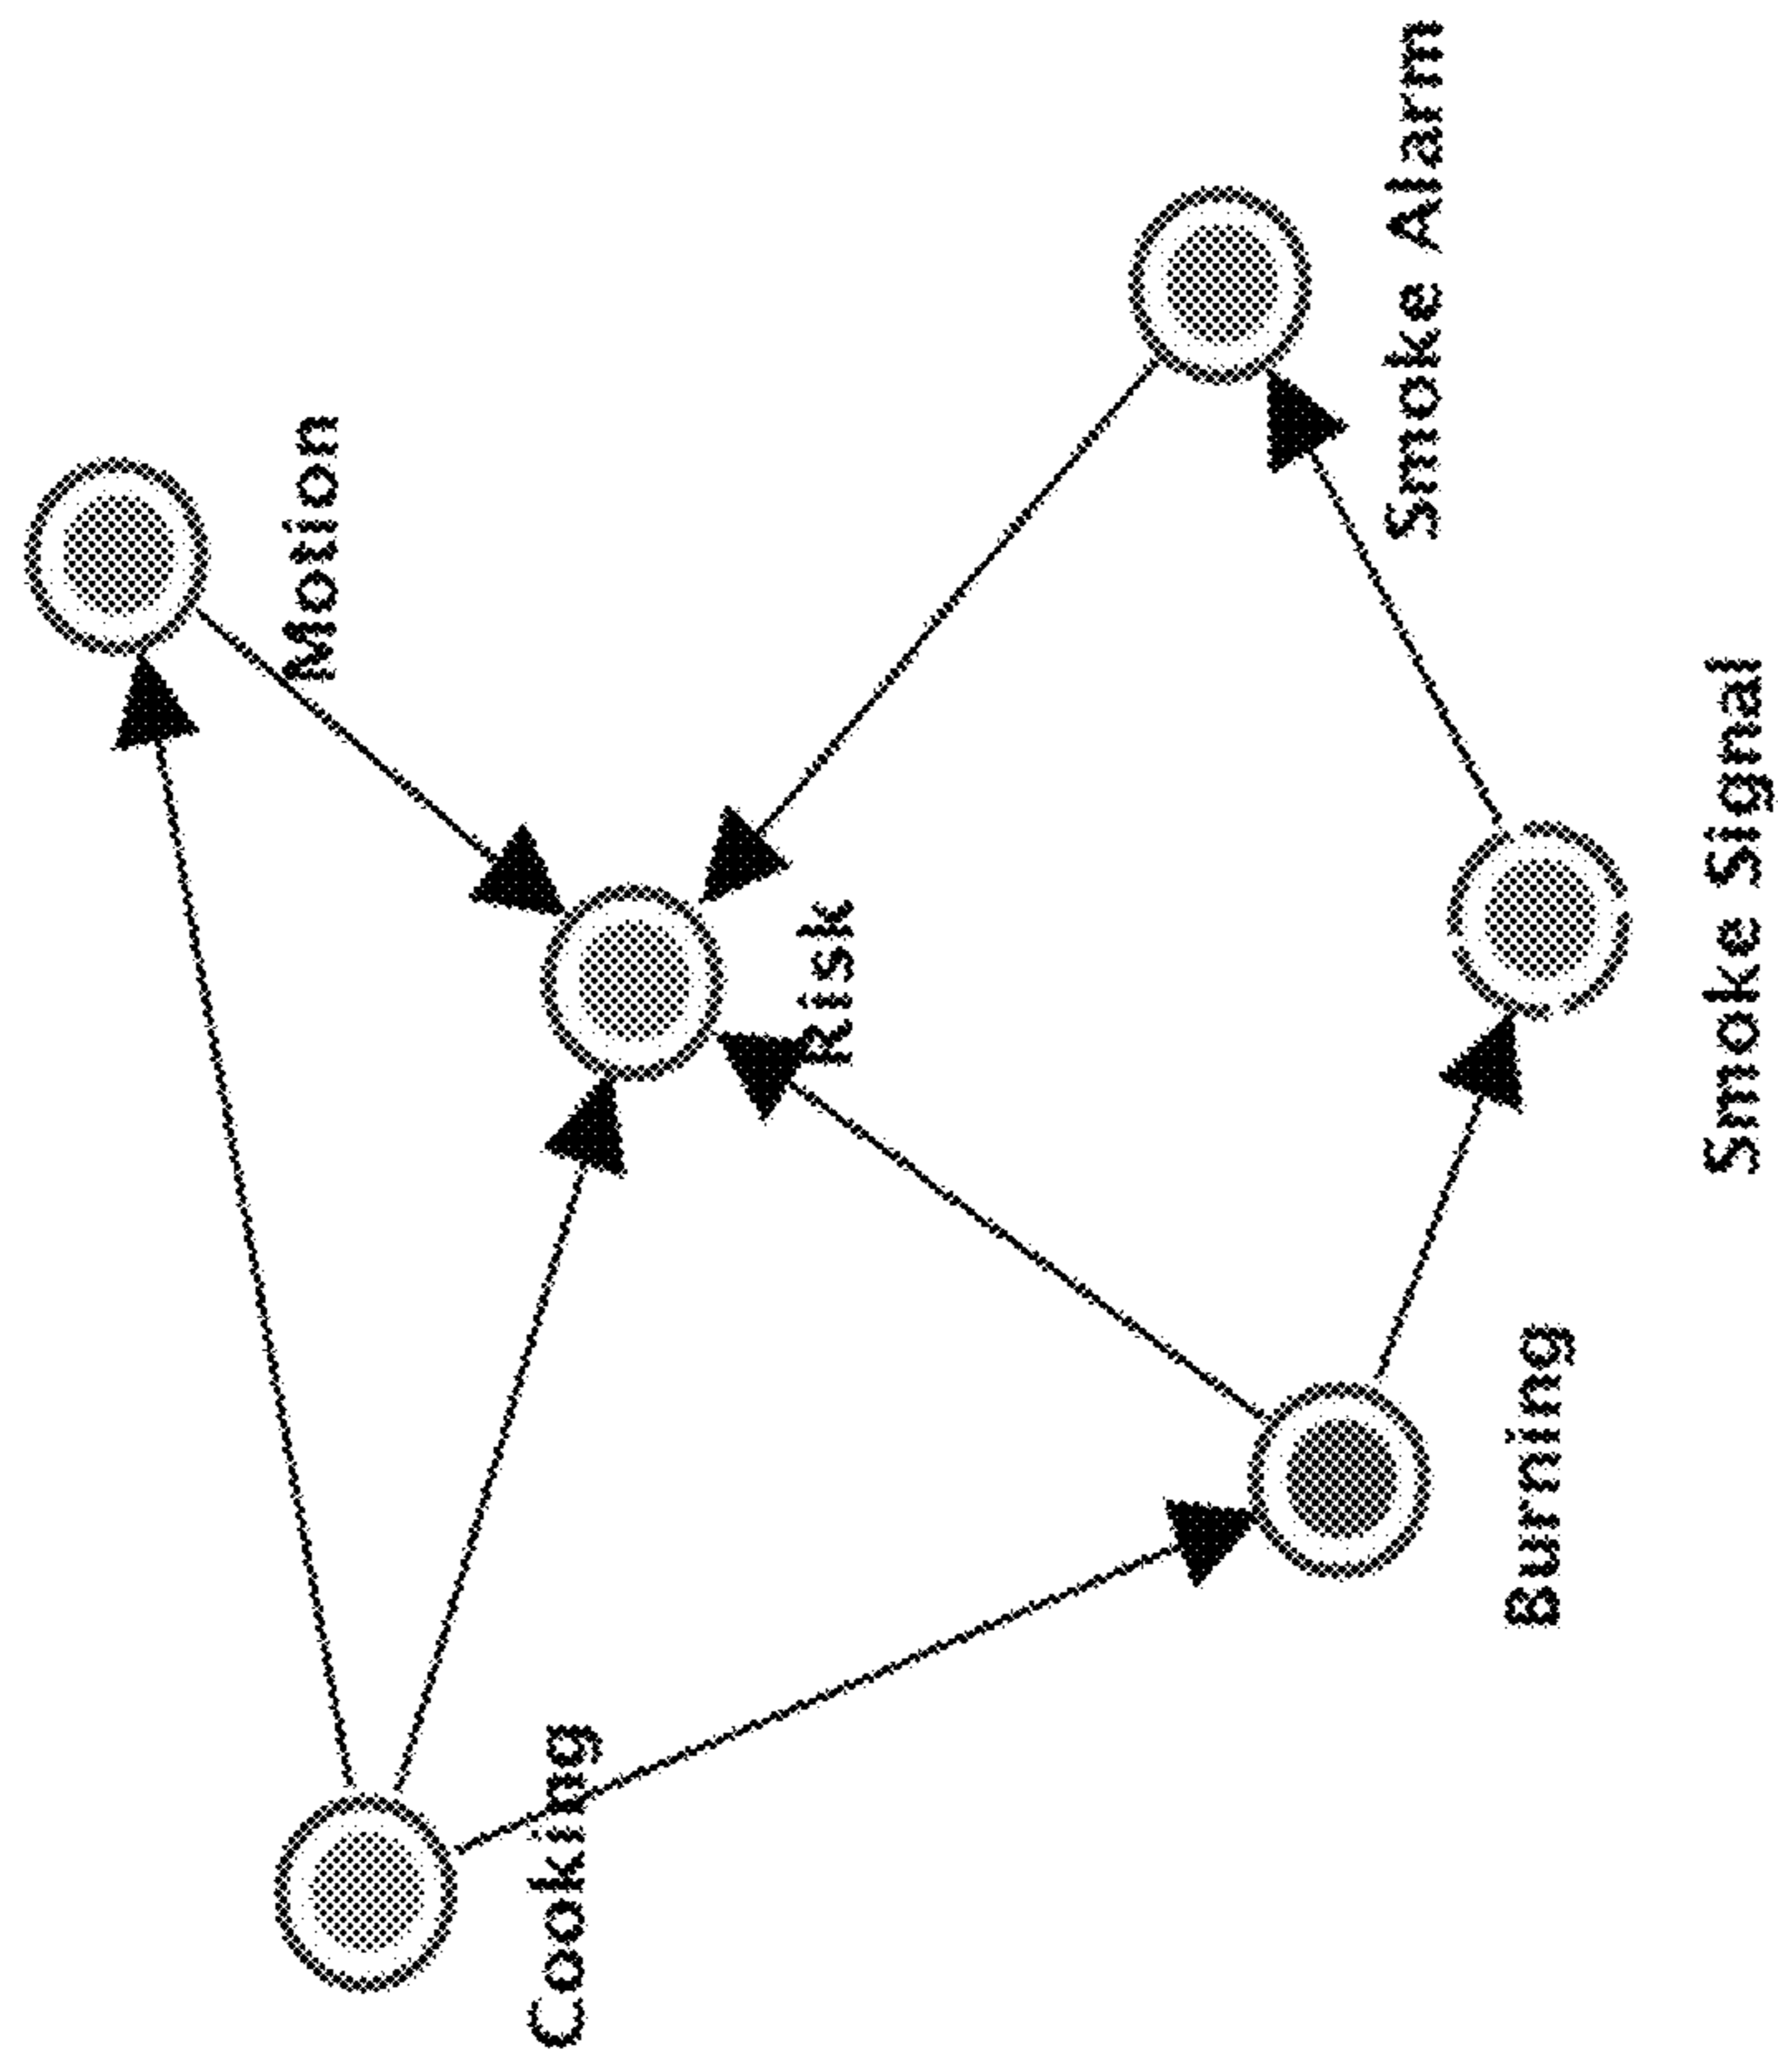 Motion
Cooking
Risk
Smoke Alarm
Burning
Smoke Signal